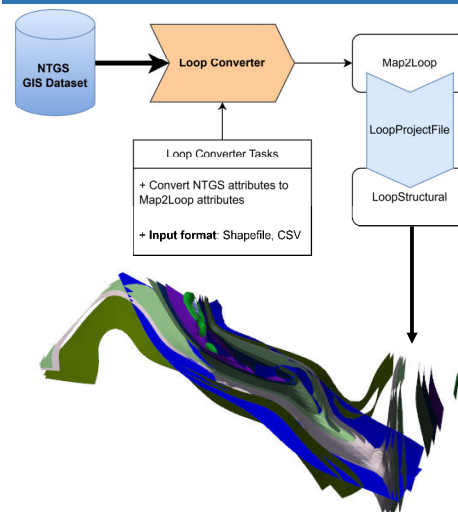 NTGS
GIS Dataset
Loop Converter
Map2Loop
LoopProjectFile
LoopStructural
Loop Converter Tasks
+ Convert NTGS attributes to
Map2Loop attributes
+ Input format: Shapefile, CSV